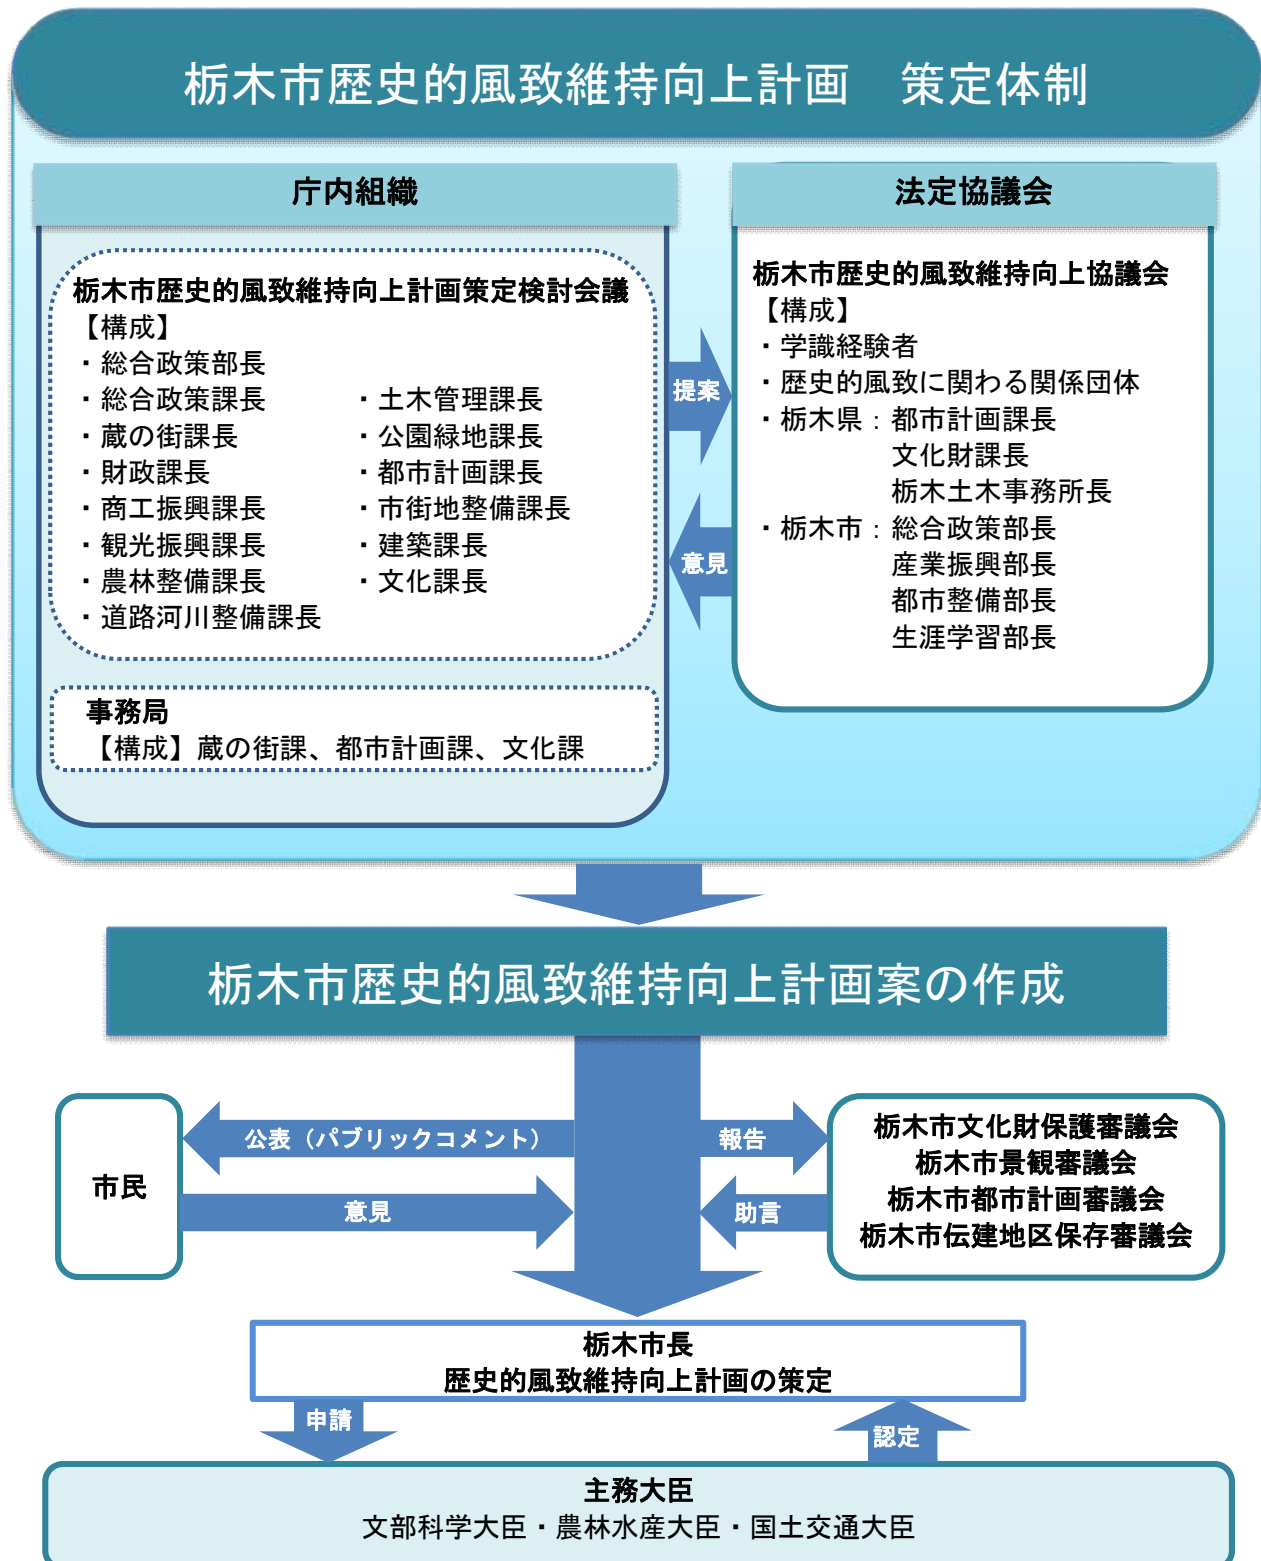 栃木市歴史的風致維持向上計画　策定体制
庁内組織
栃木市歴史的風致維持向上計画策定検討会議
【構成】
・総合政策部長
・総合政策課長　・土木管理課長
・蔵の街課長　・公園緑地課長
・財政課長　・都市計画課長
・商工振興課長　・市街地整備課長
・観光振興課長　・建築課長
・農林整備課長　・文化課長
・道路河川整備課長
事務局
【構成】蔵の街課、都市計画課、文化課
提案
意見
法定協議会
栃木市歴史的風致維持向上協議会
【構成】
・学識経験者
・歴史的風致に関わる関係団体
・栃木県：都市計画課長
文化財課長
栃木土木事務所長
・栃木市：総合政策部長
産業振興部長
都市整備部長
生涯学習部長
栃木市歴史的風致維持向上計画案の作成
市民
公表（パブリックコメント）
意見
報告
助言
栃木市文化財保護審議会
栃木市景観審議会
栃木市都市計画審議会
栃木市伝建地区保存審議会
栃木市長
歴史的風致維持向上計画の策定
申請
認定
主務大臣
文部科学大臣・農林水産大臣・国土交通大臣